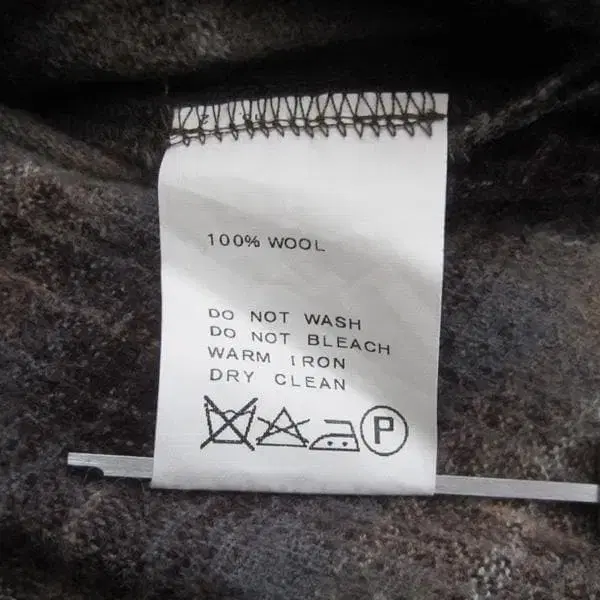 100% WOOL
DO NOT WASH
DO NOT BLEACH
WARM IRON
DRY CLEAN
P